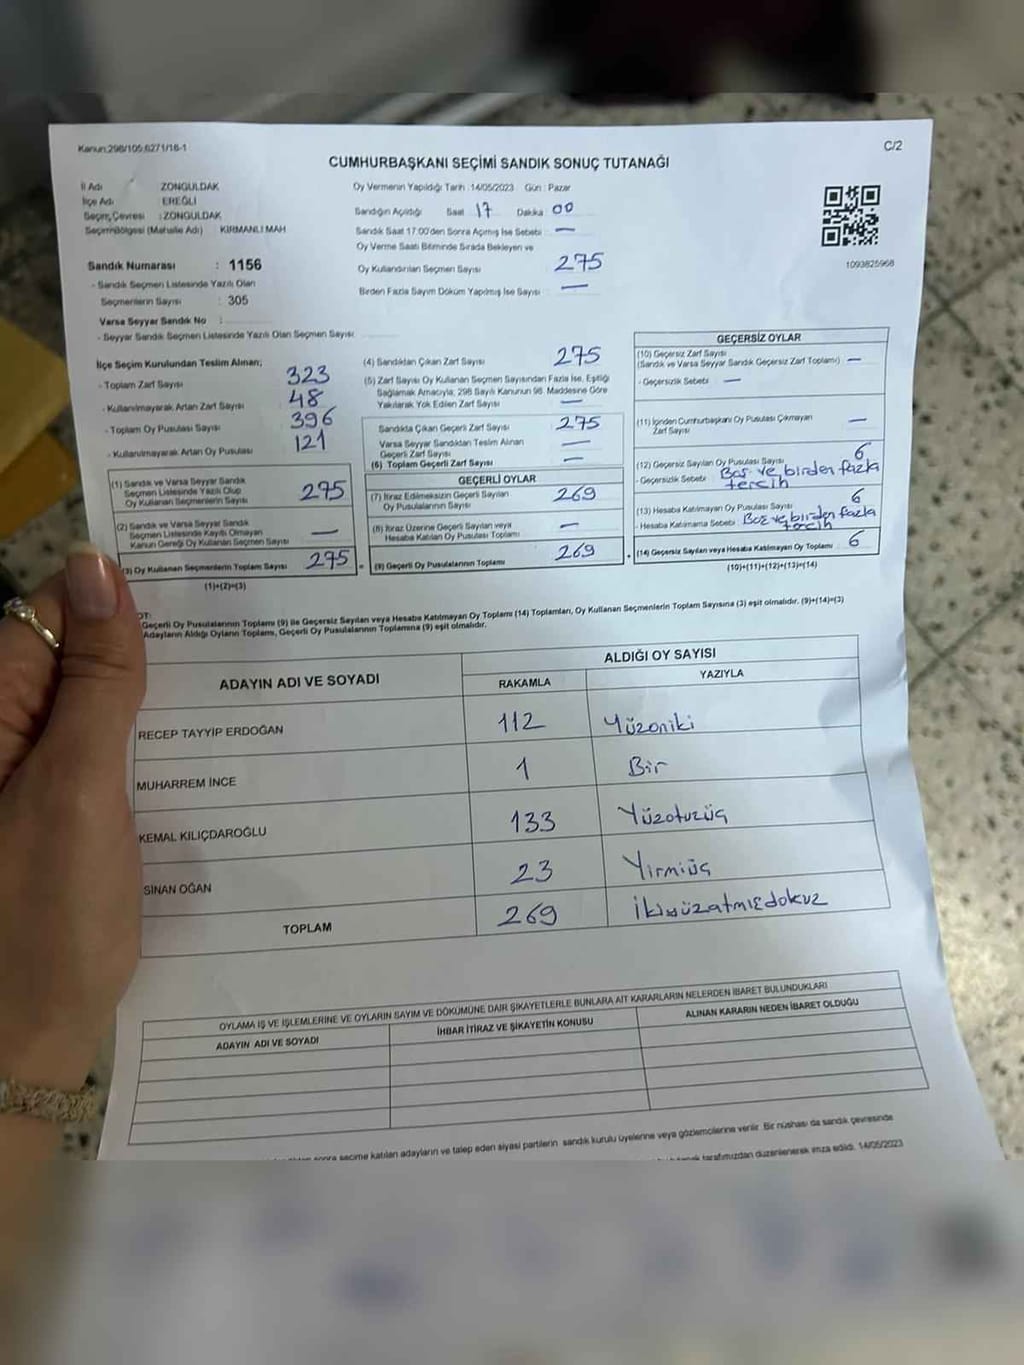 Kanun:298/105,6271/18-1
C/2
CUMHURBAŞKANI SEÇİMİ SANDIK SONUÇ TUTANAĞI
İl Adı ZONGULDAK
İlçe Adı : EREĞLİ
Seçim Çevresi : ZONGULDAK
Seçim Bölgesi (Mahalle Adı) KIRMANLI MAH
Sandık Numarası : 1156
- Sandık Seçmen Listesinde Yazılı Olan
Seçmenlerin Sayısı : 305
Varsa Seyyar Sandık No :
- Seyyar Sandık Seçmen Listesinde Yazılı Olan Seçmen Sayısı
Oy Vermenin Yapıldığı Tarih :14/05/2023 Gün : Pazar
Sandığın Açıldığı Saat 17 Dakika 00
Sandık Saat 17:00'den Sonra Açımış İse Sebebi : —
Oy Verme Saati Bitiminde Sırada Bekleyen ve
Oy Kullandırılan Seçmen Sayısı 275
Birden Fazla Sayım Döküm Yapılmış İse Sayısı : —
1093825968
İlçe Seçim Kurulundan Teslim Alınan;
- Toplam Zarf Sayısı 323
- Kullanılmayarak Artan Zarf Sayısı 48
- Toplam Oy Pusulası Sayısı 396
- Kullanılmayarak Artan Oy Pusulası 121
(1) Sandık ve Varsa Seyyar Sandık
Seçmen Listesinde Yazılı Olup
Oy Kullanan Seçmenlerin Sayısı 275
(2) Sandık ve Varsa Seyyar Sandık
Seçmen Listesinde Kayıtlı Olmayan
Kanun Gereği Oy Kullanan Seçmen Sayısı —
(3) Oy Kullanan Seçmenlerin Toplam Sayısı 275
(1)+(2)=(3)
(4) Sandıktan Çıkan Zarf Sayısı 275
(5) Zarf Sayısı Oy Kullanan Seçmen Sayısından Fazla İse, Eşitliği
Sağlamak Amacıyla, 298 Sayılı Kanunun 98. Maddesine Göre
Yakılarak Yok Edilen Zarf Sayısı —
Sandıkta Çıkan Geçerli Zarf Sayısı 275
Varsa Seyyar Sandıktan Teslim Alınan
Geçerli Zarf Sayısı —
(6) Toplam Geçerli Zarf Sayısı —
GEÇERLİ OYLAR
(7) İtiraz Edilmeksizin Geçerli Sayılan
Oy Pusulalarının Sayısı 269
(8) İtiraz Üzerine Geçerli Sayılan veya
Hesaba Katılan Oy Pusulası Toplamı —
(9) Geçerli Oy Pusulalarının Toplamı 269
GEÇERSİZ OYLAR
(10) Geçersiz Zarf Sayısı
(Sandık ve Varsa Seyyar Sandık Geçersiz Zarf Toplamı) —
- Geçersizlik Sebebi —
(11) İçinden Cumhurbaşkanı Oy Pusulası Çıkmayan
Zarf Sayısı —
(12) Geçersiz Sayılan Oy Pusulası Sayısı 6
- Geçersizlik Sebebi Boş ve birden fazla
tercih
(13) Hesaba Katılmayan Oy Pusulası Sayısı 6
- Hesaba Katılmama Sebebi : Boş ve birden fazla
tercih
(14) Geçersiz Sayılan veya Hesaba Katılmayan Oy Toplamı 6
(10)+(11)+(12)+(13)=(14)
OT:
Geçerli Oy Pusulalarının Toplamı (9) ile Geçersiz Sayılan veya Hesaba Katılmayan Oy Toplamı (14) Toplamları, Oy Kullanan Seçmenlerin Toplam Sayısına (3) eşit olmalıdır. (9)+(14)=(3)
Adayların Aldığı Oyların Toplamı, Geçerli Oy Pusulalarının Toplamına (9) eşit olmalıdır.
ADAYIN ADI VE SOYADI
ALDIĞI OY SAYISI
RAKAMLA YAZIYLA
RECEP TAYYİP ERDOĞAN 112 Yüzoniki
MUHARREM İNCE 1 Bir
KEMAL KILIÇDAROĞLU 133 Yüzotuzüç
SİNAN OĞAN 23 Yirmiüç
TOPLAM 269 İkiyüzatmışdokuz
OYLAMA İŞ VE İŞLEMLERİNE VE OYLARIN SAYIM VE DÖKÜMÜNE DAİR ŞİKAYETLERLE BUNLARA AİT KARARLARIN NELERDEN İBARET BULUNDUKLARI
ADAYIN ADI VE SOYADI İHBAR İTİRAZ VE ŞİKAYETİN KONUSU ALINAN KARARIN NEDEN İBARET OLDUĞU
sonra seçime katılan adayların ve talep eden siyasi partilerin sandık kurulu üyelerine veya gözlemcilerine verilir. Bir nüshası da sandık çevresinde
tarafımızdan düzenlenerek imza edildi. 14/05/2023